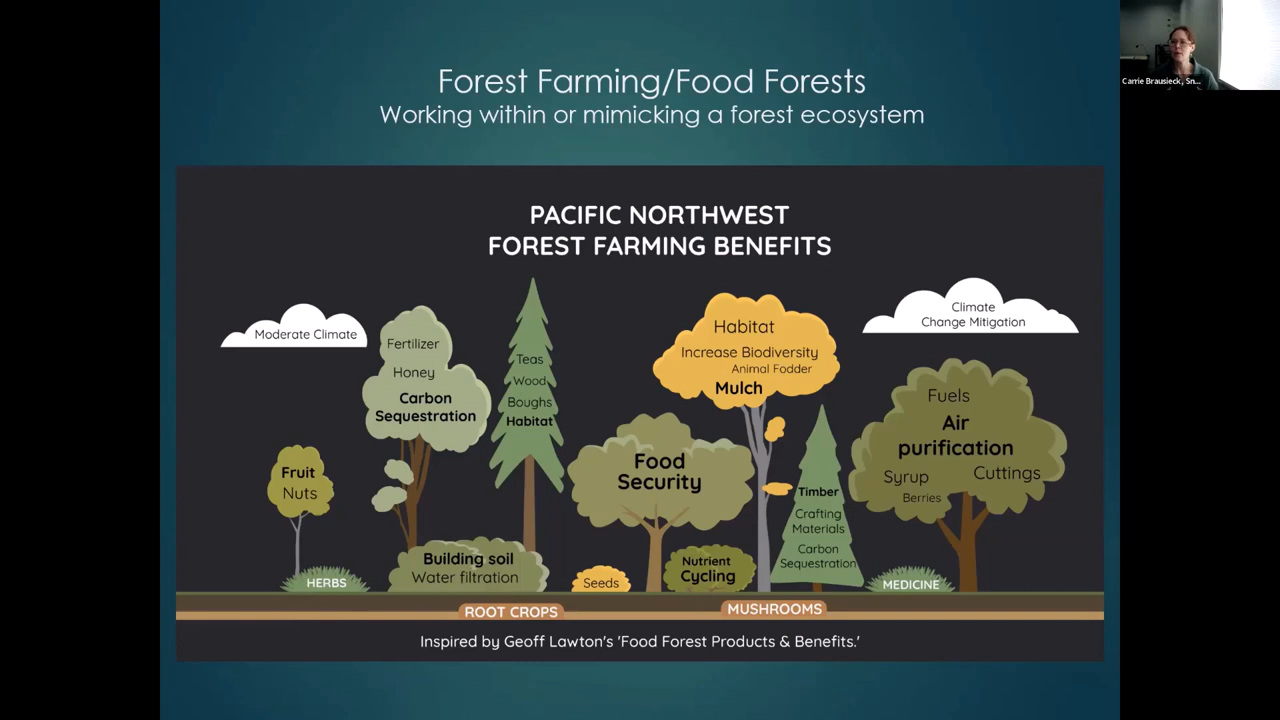 Forest Farming/Food Forests
Working within or mimicking a forest ecosystem
Carrie Brausieck, Sn...
PACIFIC NORTHWEST
FOREST FARMING BENEFITS
Moderate Climate
Fertilizer
Honey
Carbon
Sequestration
Teas
Wood
Boughs
Habitat
Habitat
Increase Biodiversity
Animal Fodder
Mulch
Climate
Change Mitigation
Fruit
Nuts
Food
Security
Timber
Crafting
Materials
Carbon
Sequestration
Fuels
Air
purification
Syrup
Cuttings
Berries
HERBS
Building soil
Water filtration
Seeds
Nutrient
Cycling
MEDICINE
ROOT CROPS
MUSHROOMS
Inspired by Geoff Lawton's 'Food Forest Products & Benefits.'